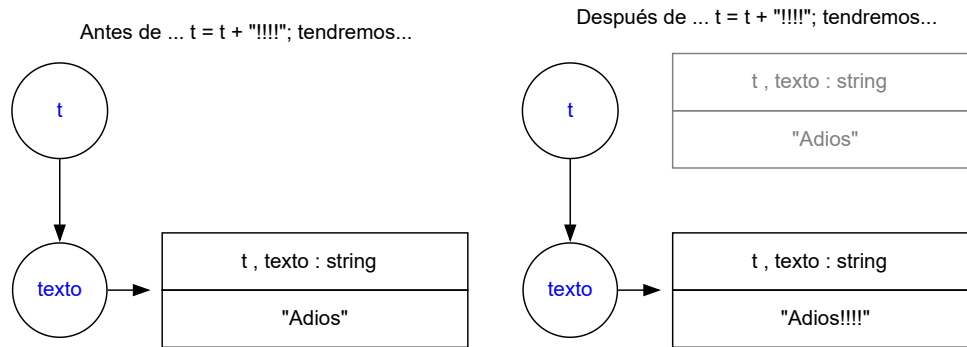 Antes de ... t = t + "!!!!"; tendremos...
t
texto
t , texto : string
"Adios"
Después de ... t = t + "!!!!"; tendremos...
t
t , texto : string
"Adios"
texto
t , texto : string
"Adios!!!!"